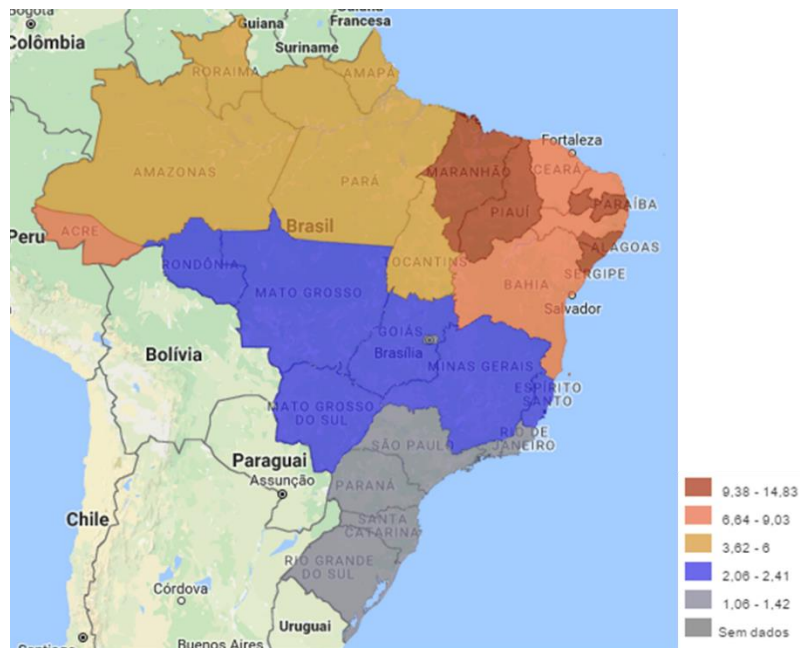 Bogotá
Guiana
Guiana
Francesa
Colômbia
Suriname
RORAIMA
AMAPÁ
Fortaleza
AMAZONAS
PARÁ
MARANHÃO
CEARÁ
PIAUÍ
PARAÍBA
Peru
ACRE
Brasil
ALAGOAS
RONDÔNIA
TOCANTINS
SERGIPE
MATO GROSSO
BAHIA
Salvador
GOIÁS
Bolívia
Brasília
MINAS GERAIS
ESPÍRITO
SANTO
MATO GROSSO
DO SUL
RIO DE
JANEIRO
SÃO PAULO
Paraguai
Assunção
PARANÁ
Chile
SANTA
CATARINA
RIO GRANDE
DO SUL
Córdova
Uruguai
Buenos Aires
Santiago
9,38 - 14,83
6,64 - 9,03
3,62 - 6
2,06 - 2,41
1,06 - 1,42
Sem dados